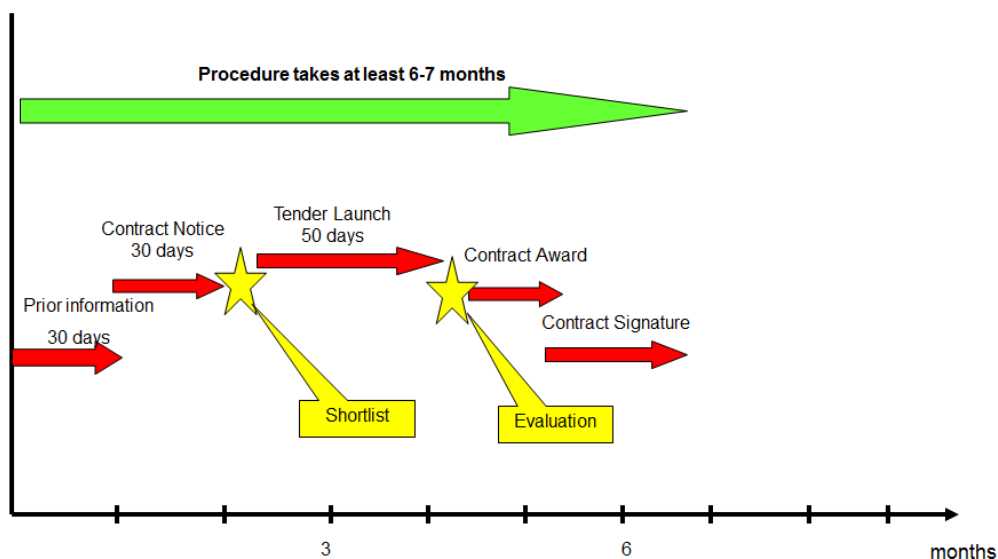 Procedure takes at least 6-7 months
Contract Notice
30 days
Tender Launch
50 days
Contract Award
Prior information
30 days
Contract Signature
Shortlist
Evaluation
3
6
months